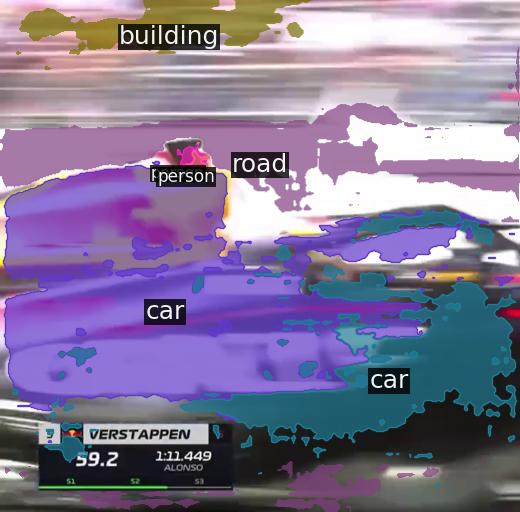 building
person
road
car
car
VERSTAPPEN
59.2
1:11.449
ALONSO
S1 S2 S3